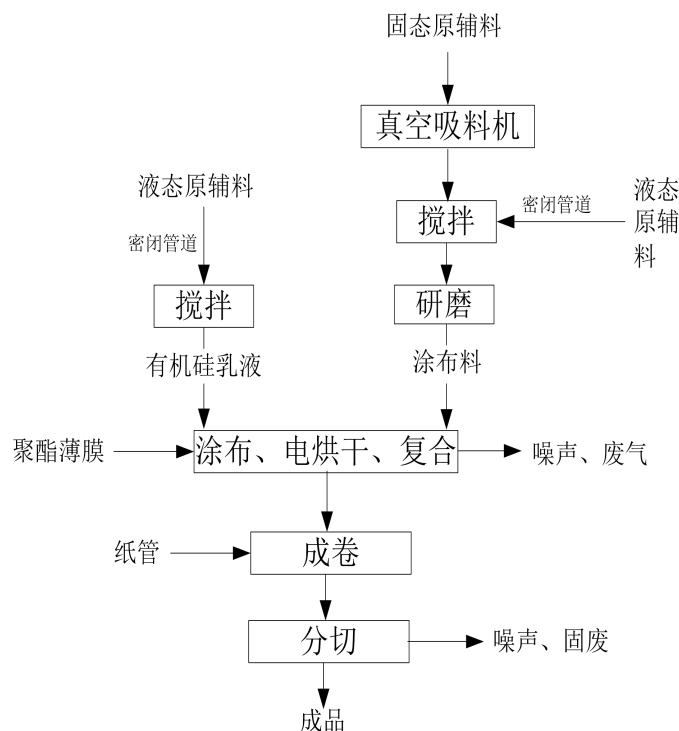 固态原辅料
真空吸料机
液态原辅料
密闭管道
搅拌
密闭管道
液态
原辅
料
搅拌
研磨
有机硅乳液
涂布料
聚酯薄膜
涂布、电烘干、复合
噪声、废气
纸管
成卷
分切
噪声、固废
成品